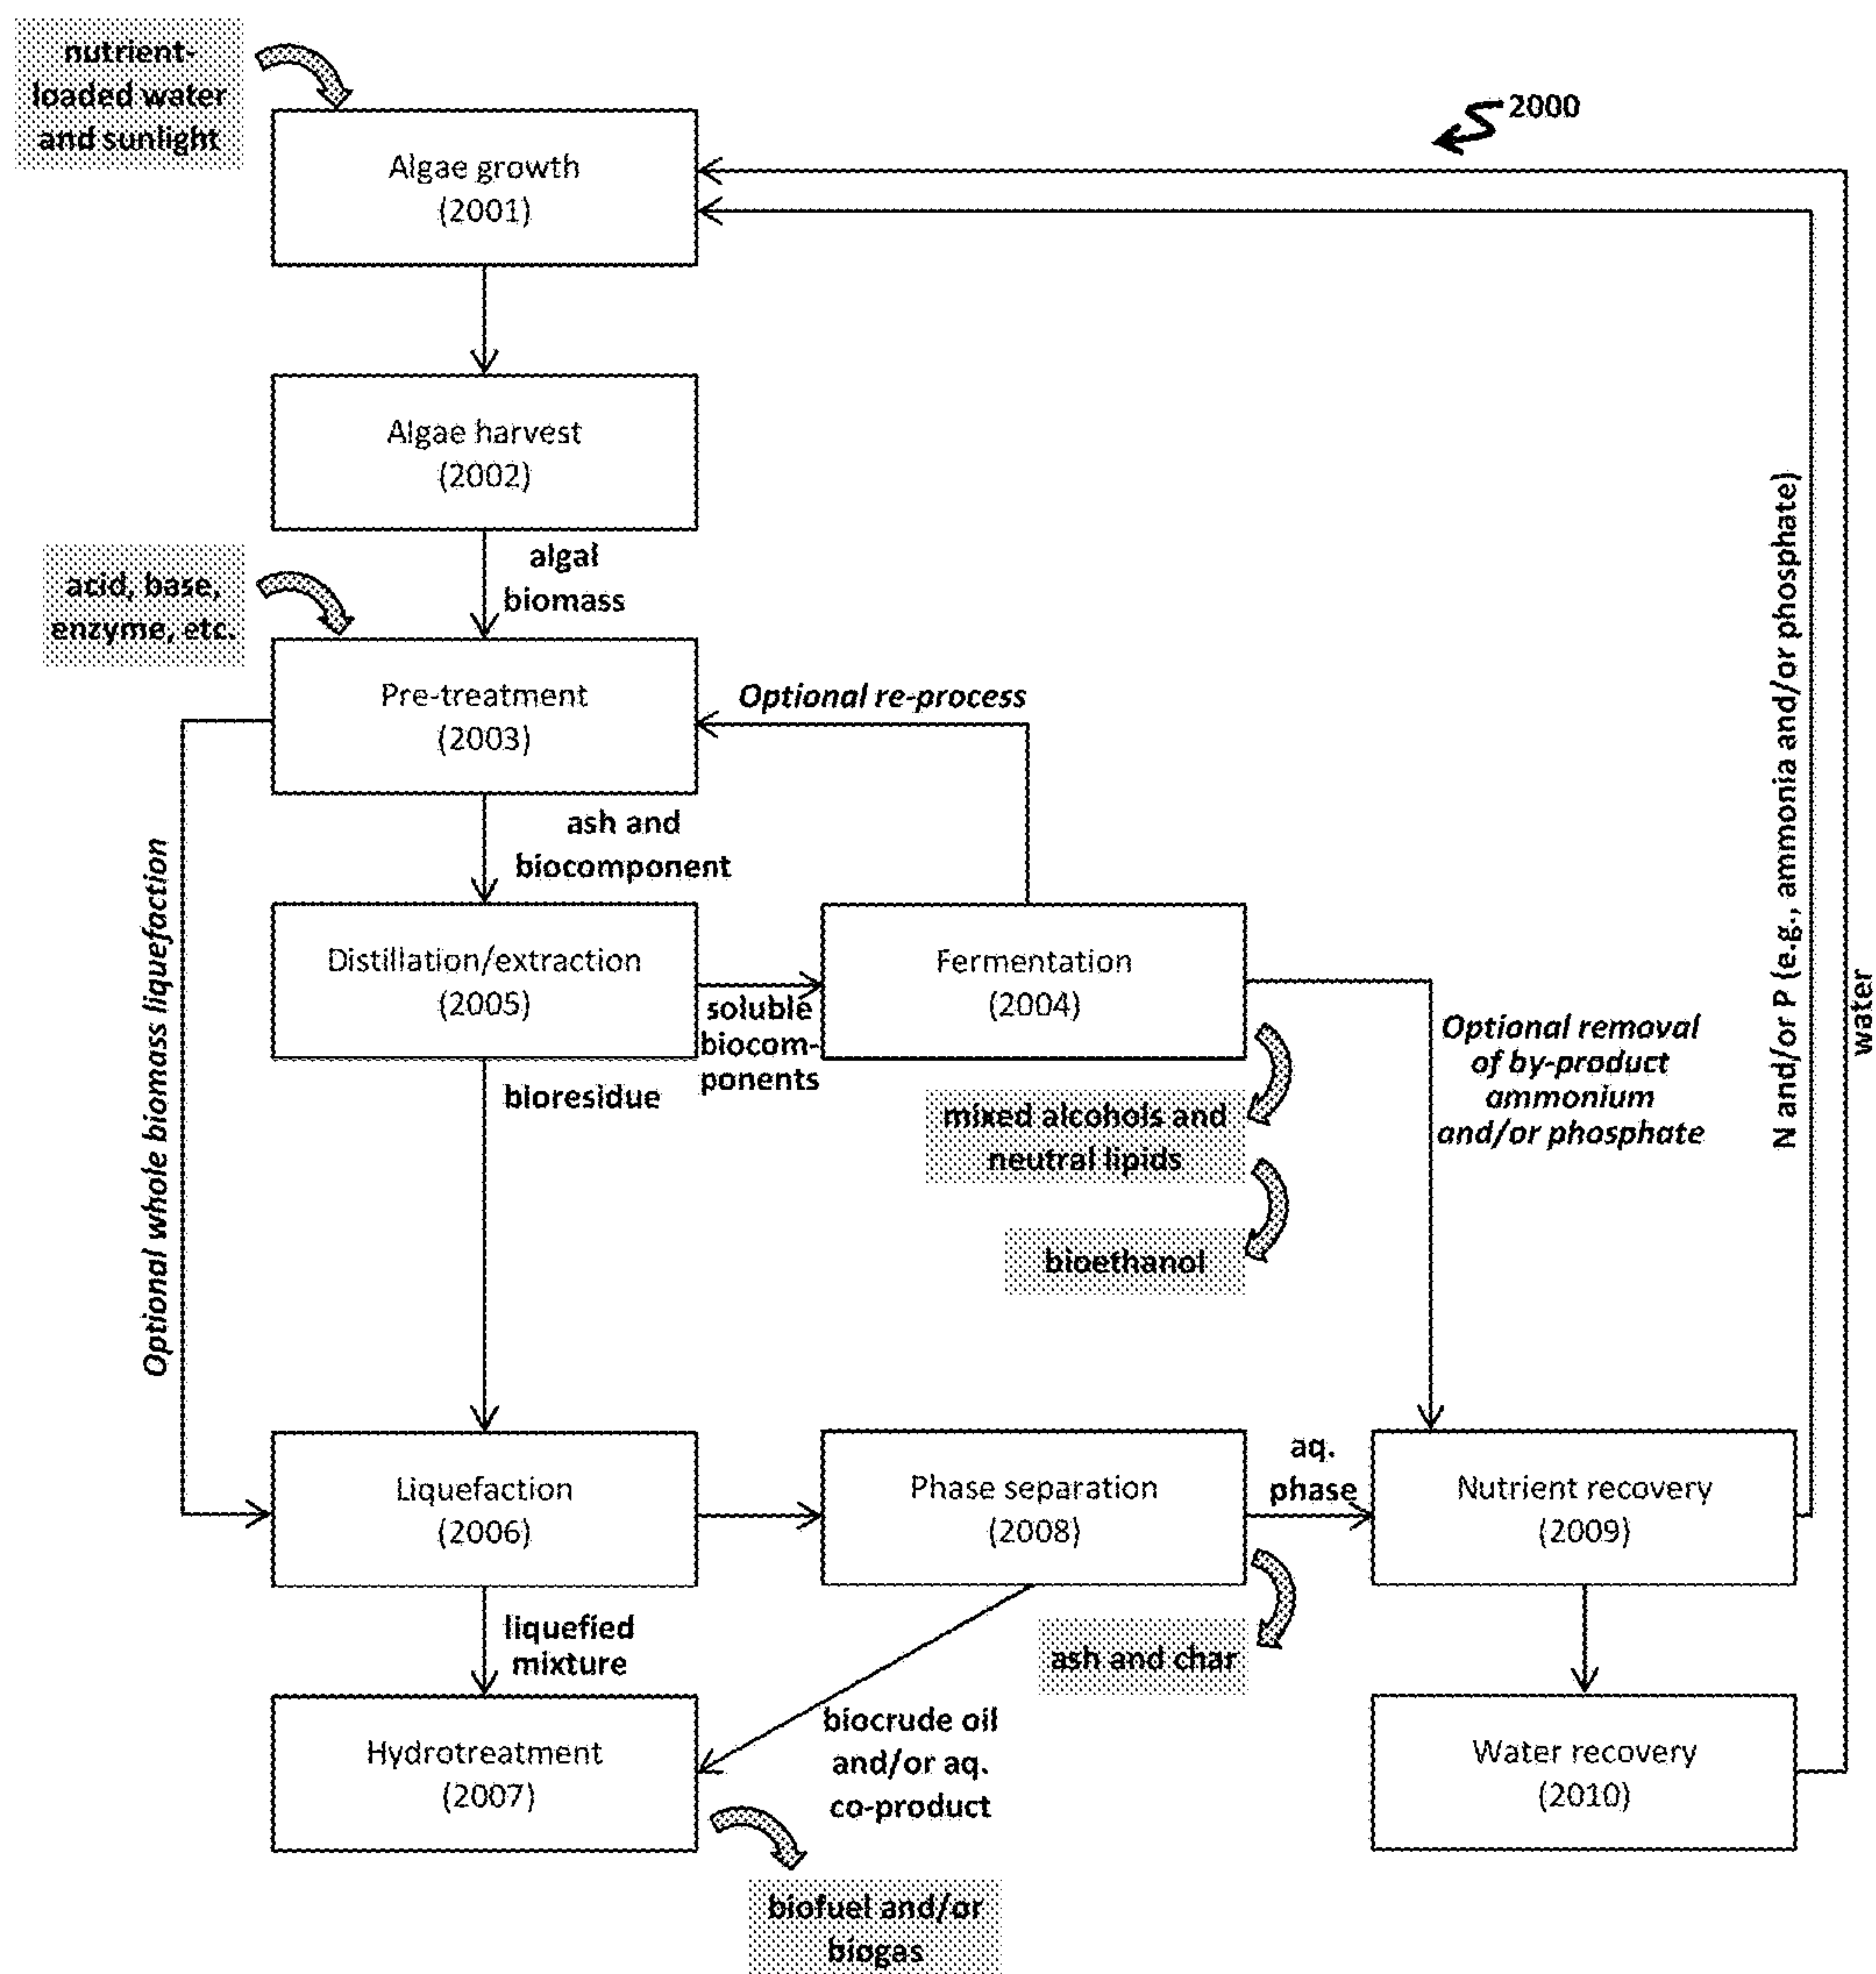 nutrient-
loaded water
and sunlight
2000
Algae growth
(2001)
Algae harvest
(2002)
algal
biomass
acid, base,
enzyme, etc.
Pre-treatment
(2003)
Optional re-process
ash and
biocomponent
Distillation/extraction
(2005)
soluble
biocom-
ponents
Fermentation
(2004)
Optional removal
of by-product
ammonium
and/or phosphate
N and/or P (e.g., ammonia and/or phosphate)
water
Optional whole biomass liquefaction
bioresidue
mixed alcohols and
neutral lipids
bioethanol
Liquefaction
(2006)
Phase separation
(2008)
aq.
phase
Nutrient recovery
(2009)
liquefied
mixture
ash and char
biocrude oil
and/or aq.
co-product
Hydrotreatment
(2007)
Water recovery
(2010)
biofuel and/or
biogas